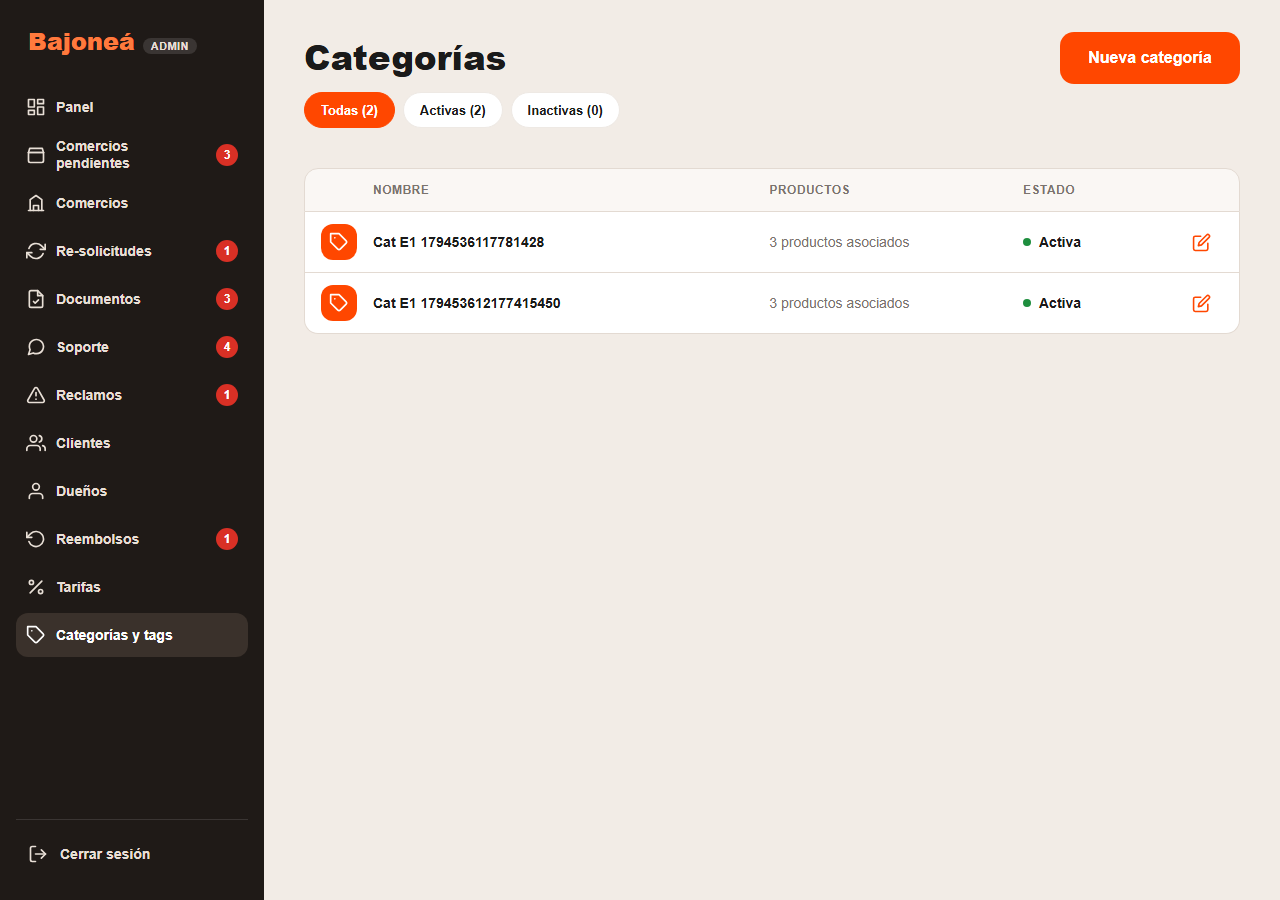 Bajoneá ADMIN
Panel
Comercios
pendientes
3
Comercios
Re-solicitudes 1
Documentos 3
Soporte 4
Reclamos 1
Clientes
Dueños
Reembolsos 1
Tarifas
Categorías y tags
Cerrar sesión
Categorías
Nueva categoría
Todas (2) Activas (2) Inactivas (0)
NOMBRE PRODUCTOS ESTADO
Cat E1 1794536117781428 3 productos asociados Activa
Cat E1 179453612177415450 3 productos asociados Activa